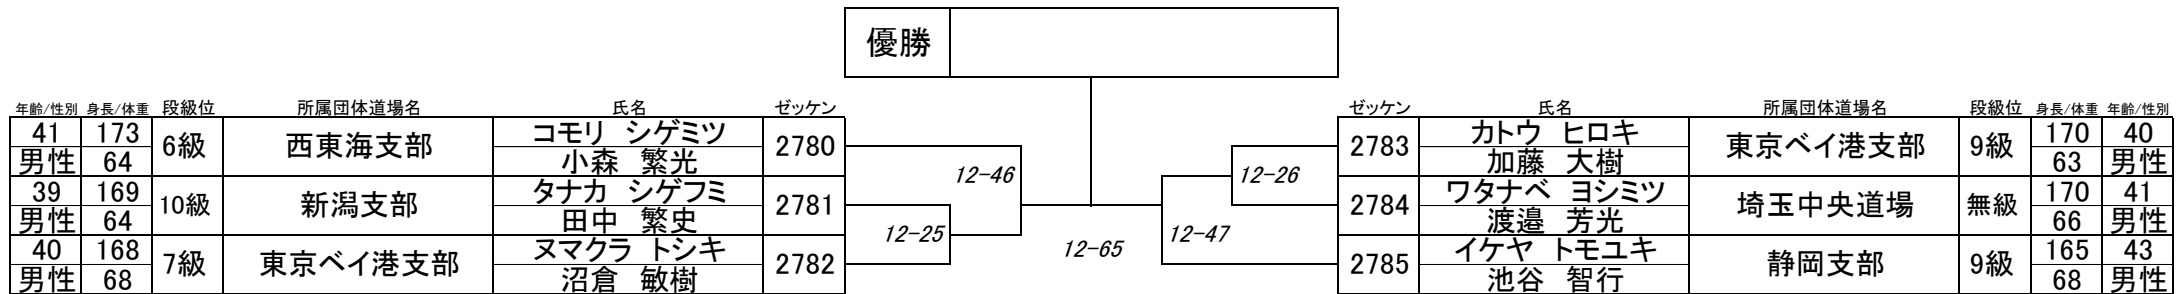 優勝
年齢/性別 身長/体重 段級位 所属団体道場名 氏名 ゼッケン ゼッケン 氏名 所属団体道場名 段級位 身長/体重 年齢/性別
41 173 6級 西東海支部 コモリ シゲミツ 2780 2783 カトウ ヒロキ 東京ベイ港支部 9級 170 40
男性 64 小森 繁光 加藤 大樹 63 男性
12-46 12-26
39 169 10級 新潟支部 タナカ シゲフミ 2781 2784 ワタナベ ヨシミツ 埼玉中央道場 無級 170 41
男性 64 田中 繁史 渡邉 芳光 66 男性
12-25 12-65 12-47
40 168 7級 東京ベイ港支部 ヌマクラ トシキ 2782 2785 イケヤ トモユキ 静岡支部 9級 165 43
男性 68 沼倉 敏樹 池谷 智行 68 男性